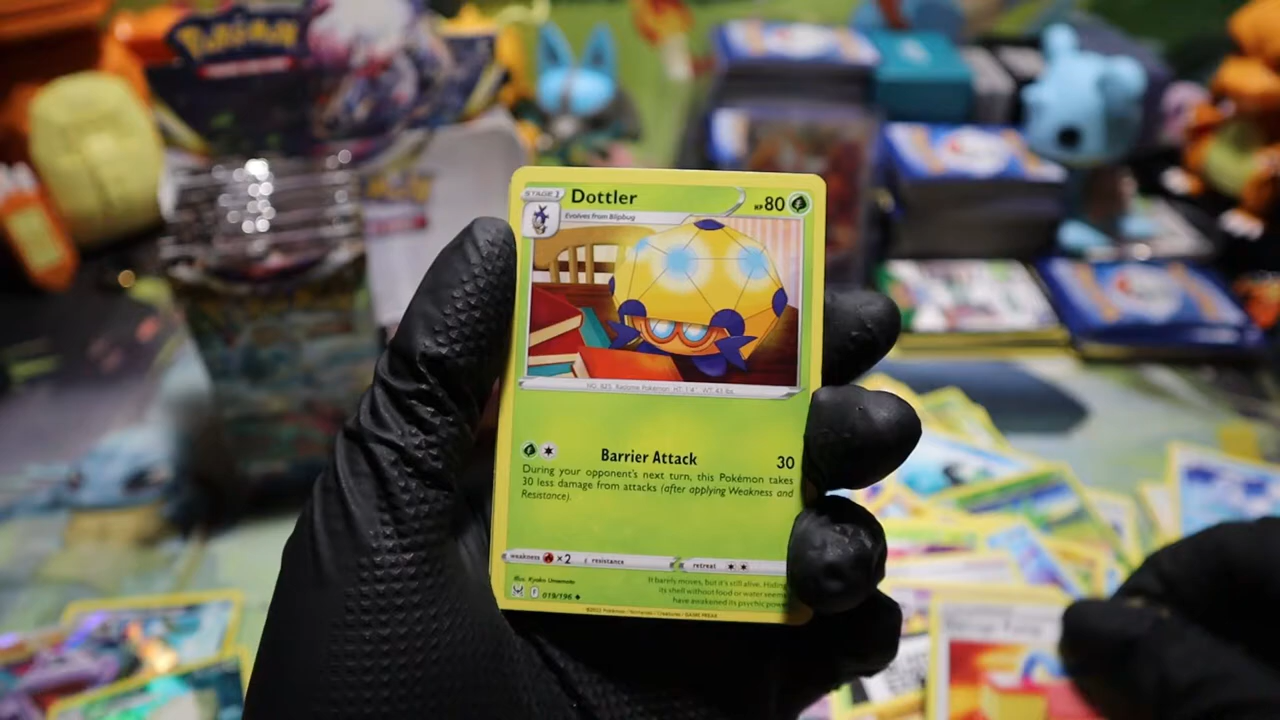 Pokémon
STAGE 1
Dottler
HP 80
Evolves from Blipbug
NO. 825 Radome Pokémon HT: 1'4" WT: 43 lbs.
Barrier Attack 30
During your opponent's next turn, this Pokémon takes
30 less damage from attacks (after applying Weakness and
Resistance).
weakness ×2 resistance retreat
Illus. Kyoko Umemoto
F 019/196
It barely moves, but it's still alive. Hiding
its shell without food or water seems
have awakened its psychic power
©2022 Pokémon / Nintendo / Creatures / GAME FREAK